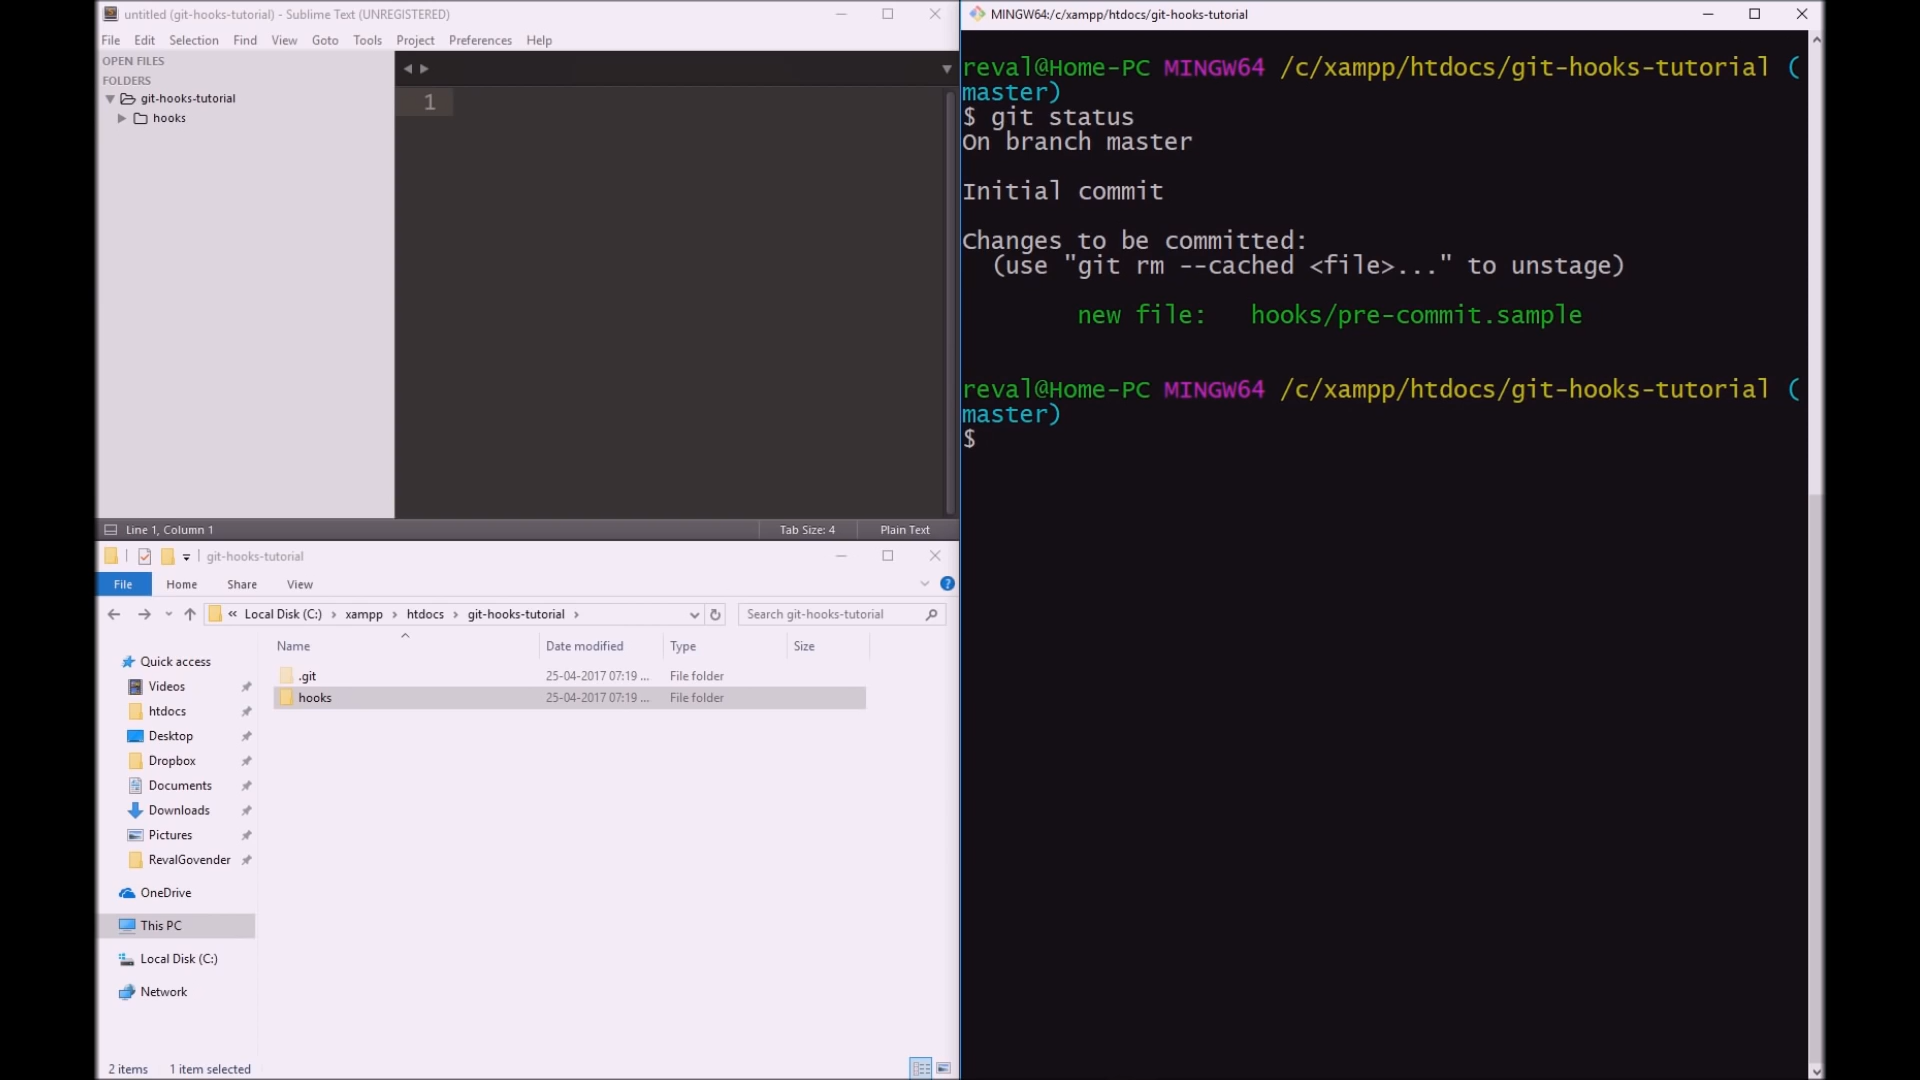 untitled (git-hooks-tutorial) - Sublime Text (UNREGISTERED)
File Edit Selection Find View Goto Tools Project Preferences Help
OPEN FILES
FOLDERS
git-hooks-tutorial
hooks
1
Line 1, Column 1 Tab Size: 4 Plain Text
git-hooks-tutorial
File Home Share View
« Local Disk (C:) › xampp › htdocs › git-hooks-tutorial › Search git-hooks-tutorial
Name Date modified Type Size
.git 25-04-2017 07:19 ... File folder
hooks 25-04-2017 07:19 ... File folder
Quick access
Videos
htdocs
Desktop
Dropbox
Documents
Downloads
Pictures
RevalGovender
OneDrive
This PC
Local Disk (C:)
Network
2 items 1 item selected
MINGW64:/c/xampp/htdocs/git-hooks-tutorial
reval@Home-PC MINGW64 /c/xampp/htdocs/git-hooks-tutorial (
master)
$ git status
On branch master
Initial commit
Changes to be committed:
(use "git rm --cached <file>..." to unstage)
new file: hooks/pre-commit.sample
reval@Home-PC MINGW64 /c/xampp/htdocs/git-hooks-tutorial (
master)
$